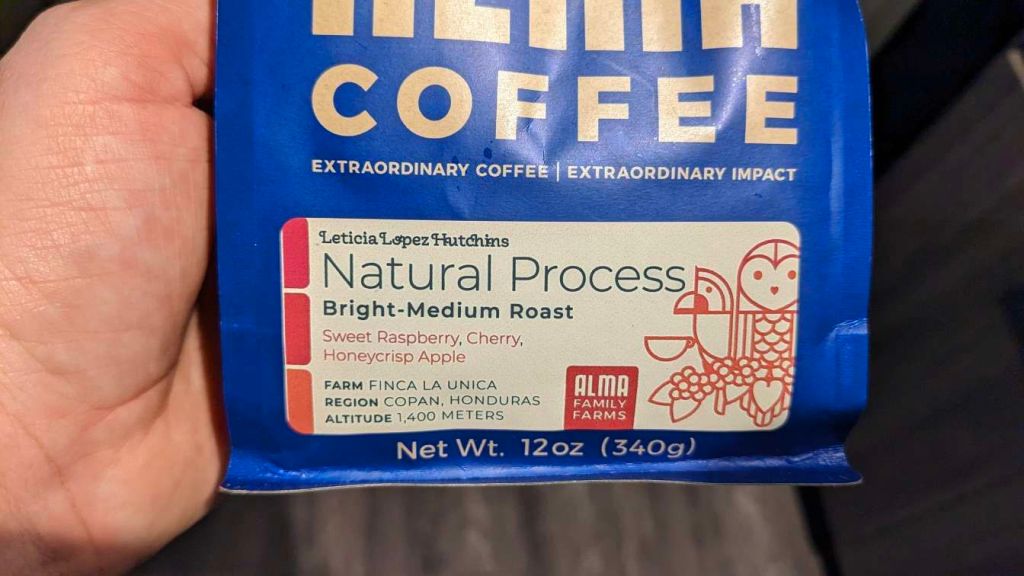 ALMA
COFFEE
EXTRAORDINARY COFFEE | EXTRAORDINARY IMPACT
Leticia Lopez Hutchins
Natural Process
Bright-Medium Roast
Sweet Raspberry, Cherry,
Honeycrisp Apple
FARM FINCA LA UNICA
REGION COPAN, HONDURAS
ALTITUDE 1,400 METERS
ALMA
FAMILY
FARMS
Net Wt. 12oz (340g)